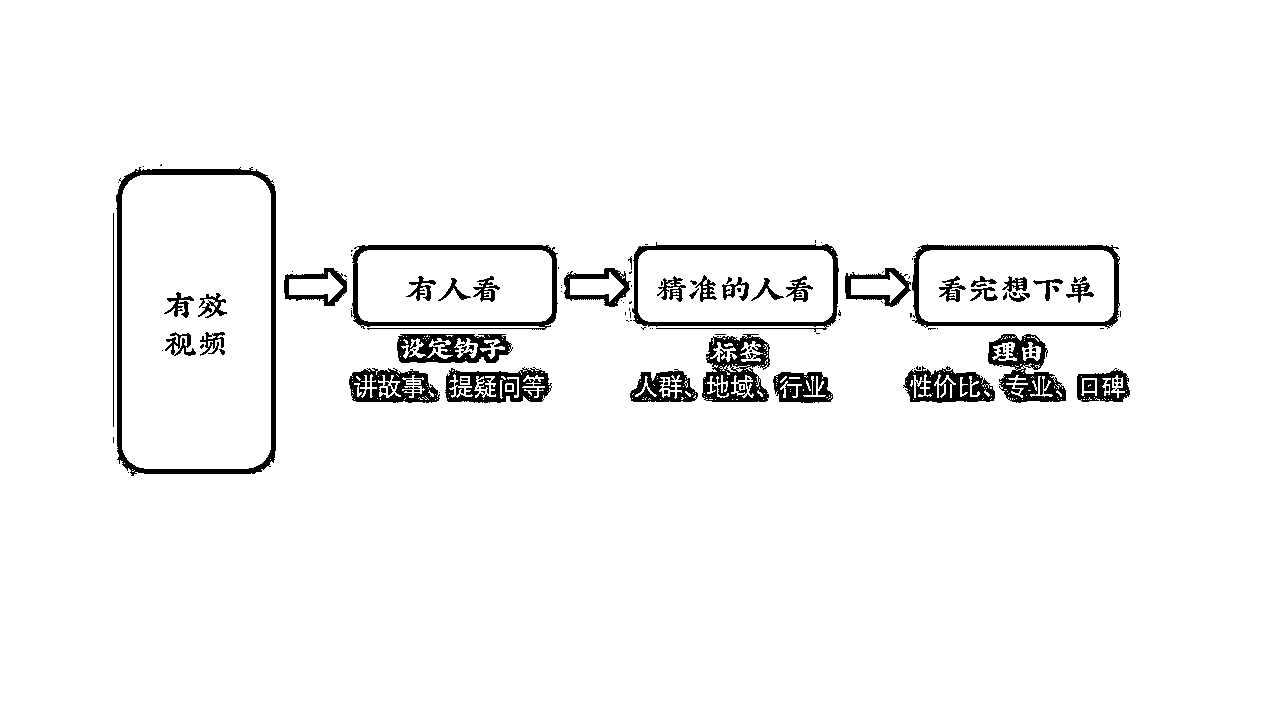 有效
视频
有人看
设定钩子
讲故事、提疑问等
精准的人看
标签
人群、地域、行业
看完想下单
理由
性价比、专业、口碑